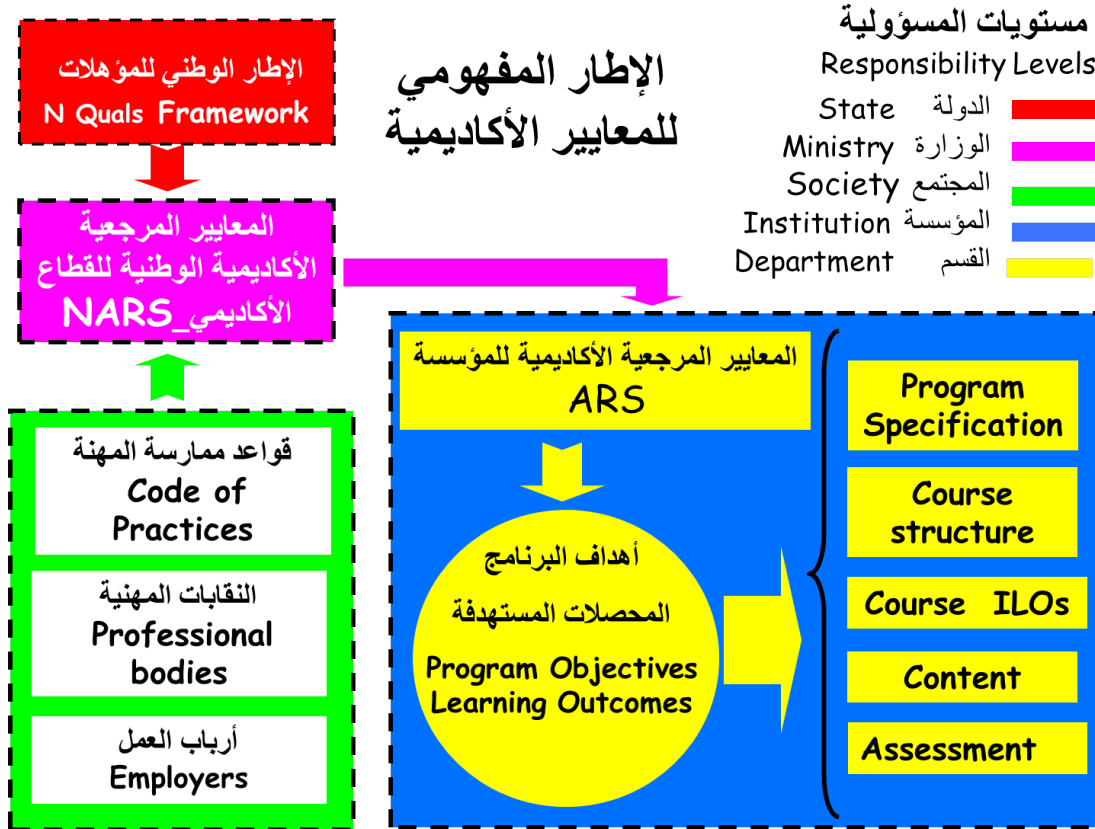 الإطار المفهومي
للمعايير الأكاديمية
مستويات المسؤولية
Responsibility Levels
State الدولة
Ministry الوزارة
Society المجتمع
Institution المؤسسة
Department القسم
الإطار الوطني للمؤهلات
N Quals Framework
المعايير المرجعية
الأكاديمية الوطنية للقطاع
الأكاديمي_NARS
قواعد ممارسة المهنة
Code of
Practices
النقابات المهنية
Professional
bodies
أرباب العمل
Employers
المعايير المرجعية الأكاديمية للمؤسسة
ARS
أهداف البرنامج
المحصلات المستهدفة
Program Objectives
Learning Outcomes
Program
Specification
Course
structure
Course ILOs
Content
Assessment